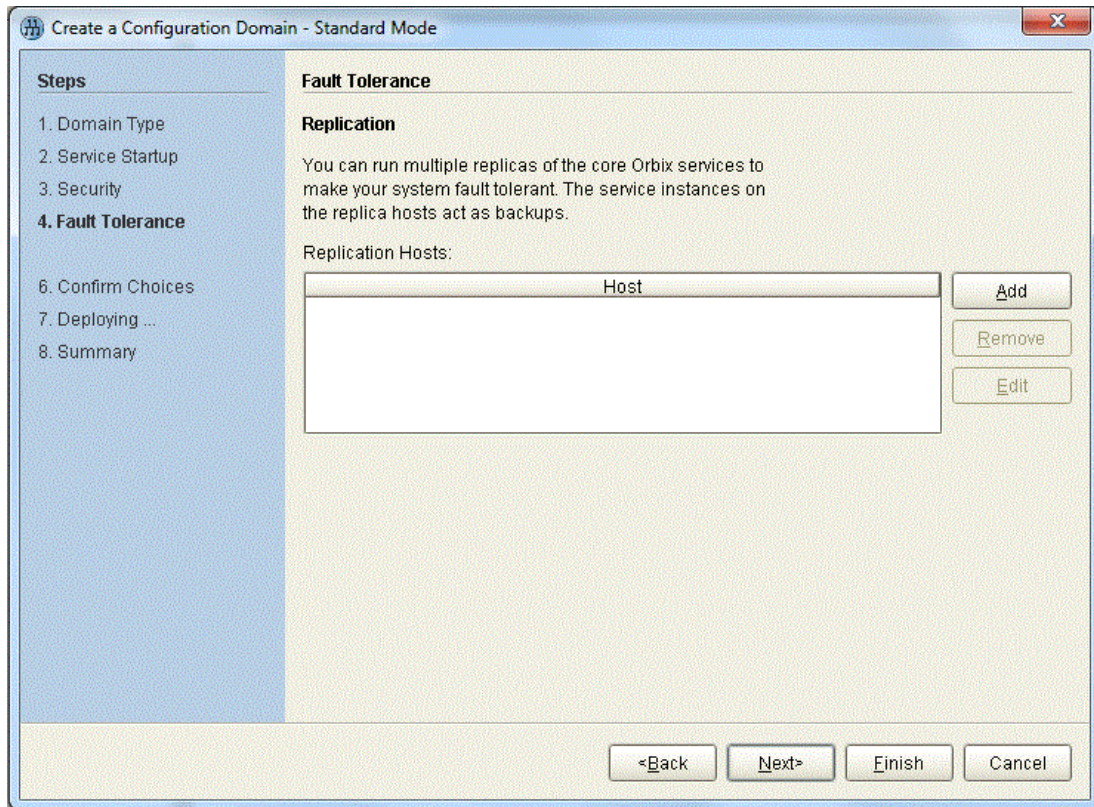 Create a Configuration Domain - Standard Mode
Steps
1. Domain Type
2. Service Startup
3. Security
4. Fault Tolerance
6. Confirm Choices
7. Deploying ...
8. Summary
Fault Tolerance
Replication
You can run multiple replicas of the core Orbix services to
make your system fault tolerant. The service instances on
the replica hosts act as backups.
Replication Hosts:
Host
Add
Remove
Edit
<Back
Next>
Finish
Cancel